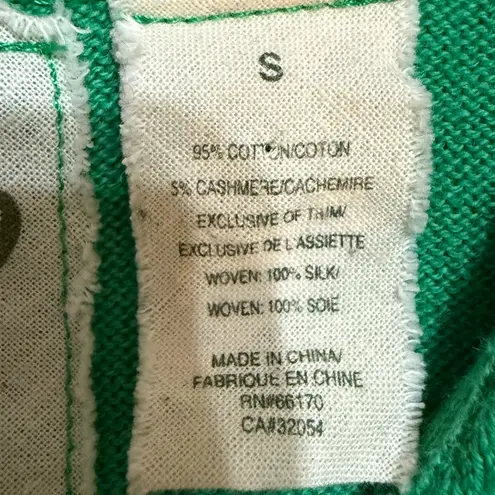 S
95% COTTON/COTON
5% CASHMERE/CACHEMIRE
EXCLUSIVE OF TRIM/
EXCLUSIVE DE L ASSIETTE
WOVEN: 100% SILK/
WOVEN: 100% SOIE
MADE IN CHINA/
FABRIQUE EN CHINE
RN#66170
CA#32054